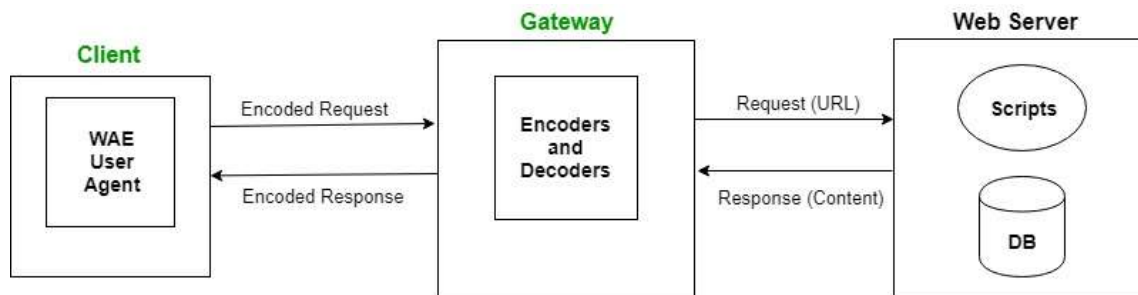 Client
WAE
User
Agent
Encoded Request
Encoded Response
Gateway
Encoders
and
Decoders
Request (URL)
Response (Content)
Web Server
Scripts
DB